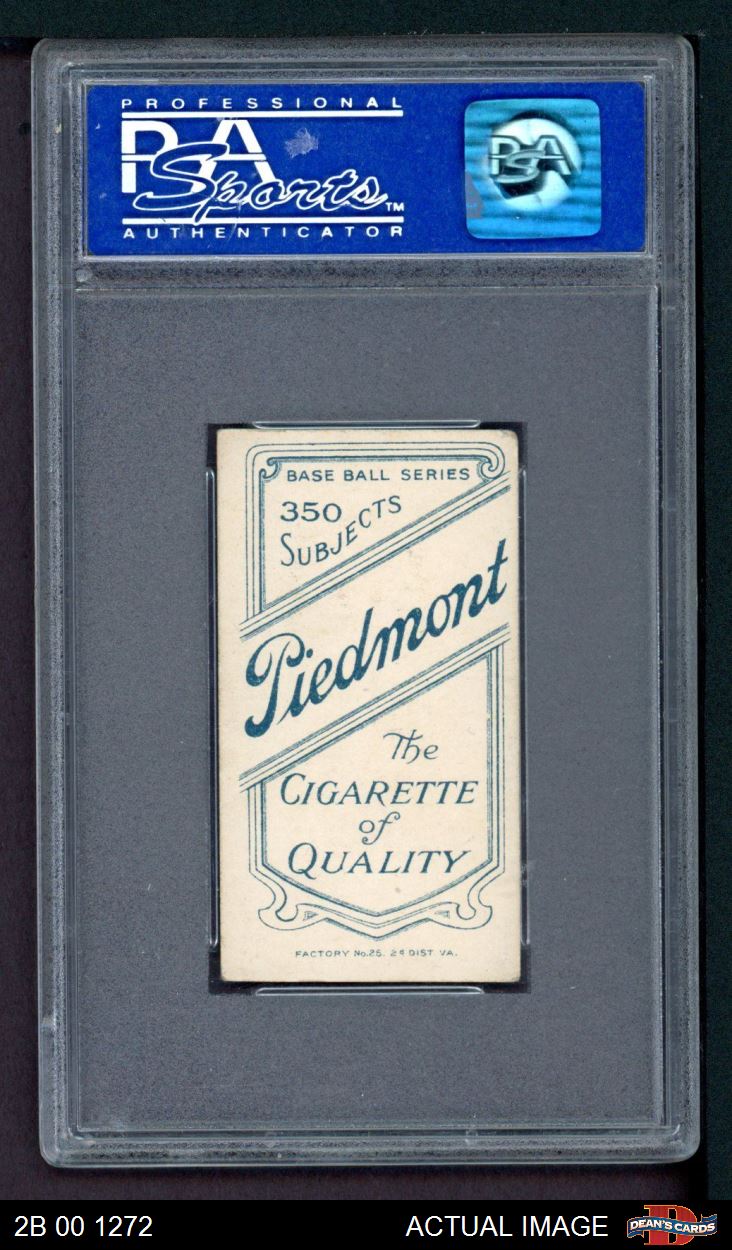 PROFESSIONAL
PSA
Sports™
AUTHENTICATOR
PSA
BASE BALL SERIES
350
SUBJECTS
Piedmont
The
CIGARETTE
of
QUALITY
FACTORY No.25. 2d DIST. VA.
2B 00 1272
ACTUAL IMAGE
DEAN'S CARDS